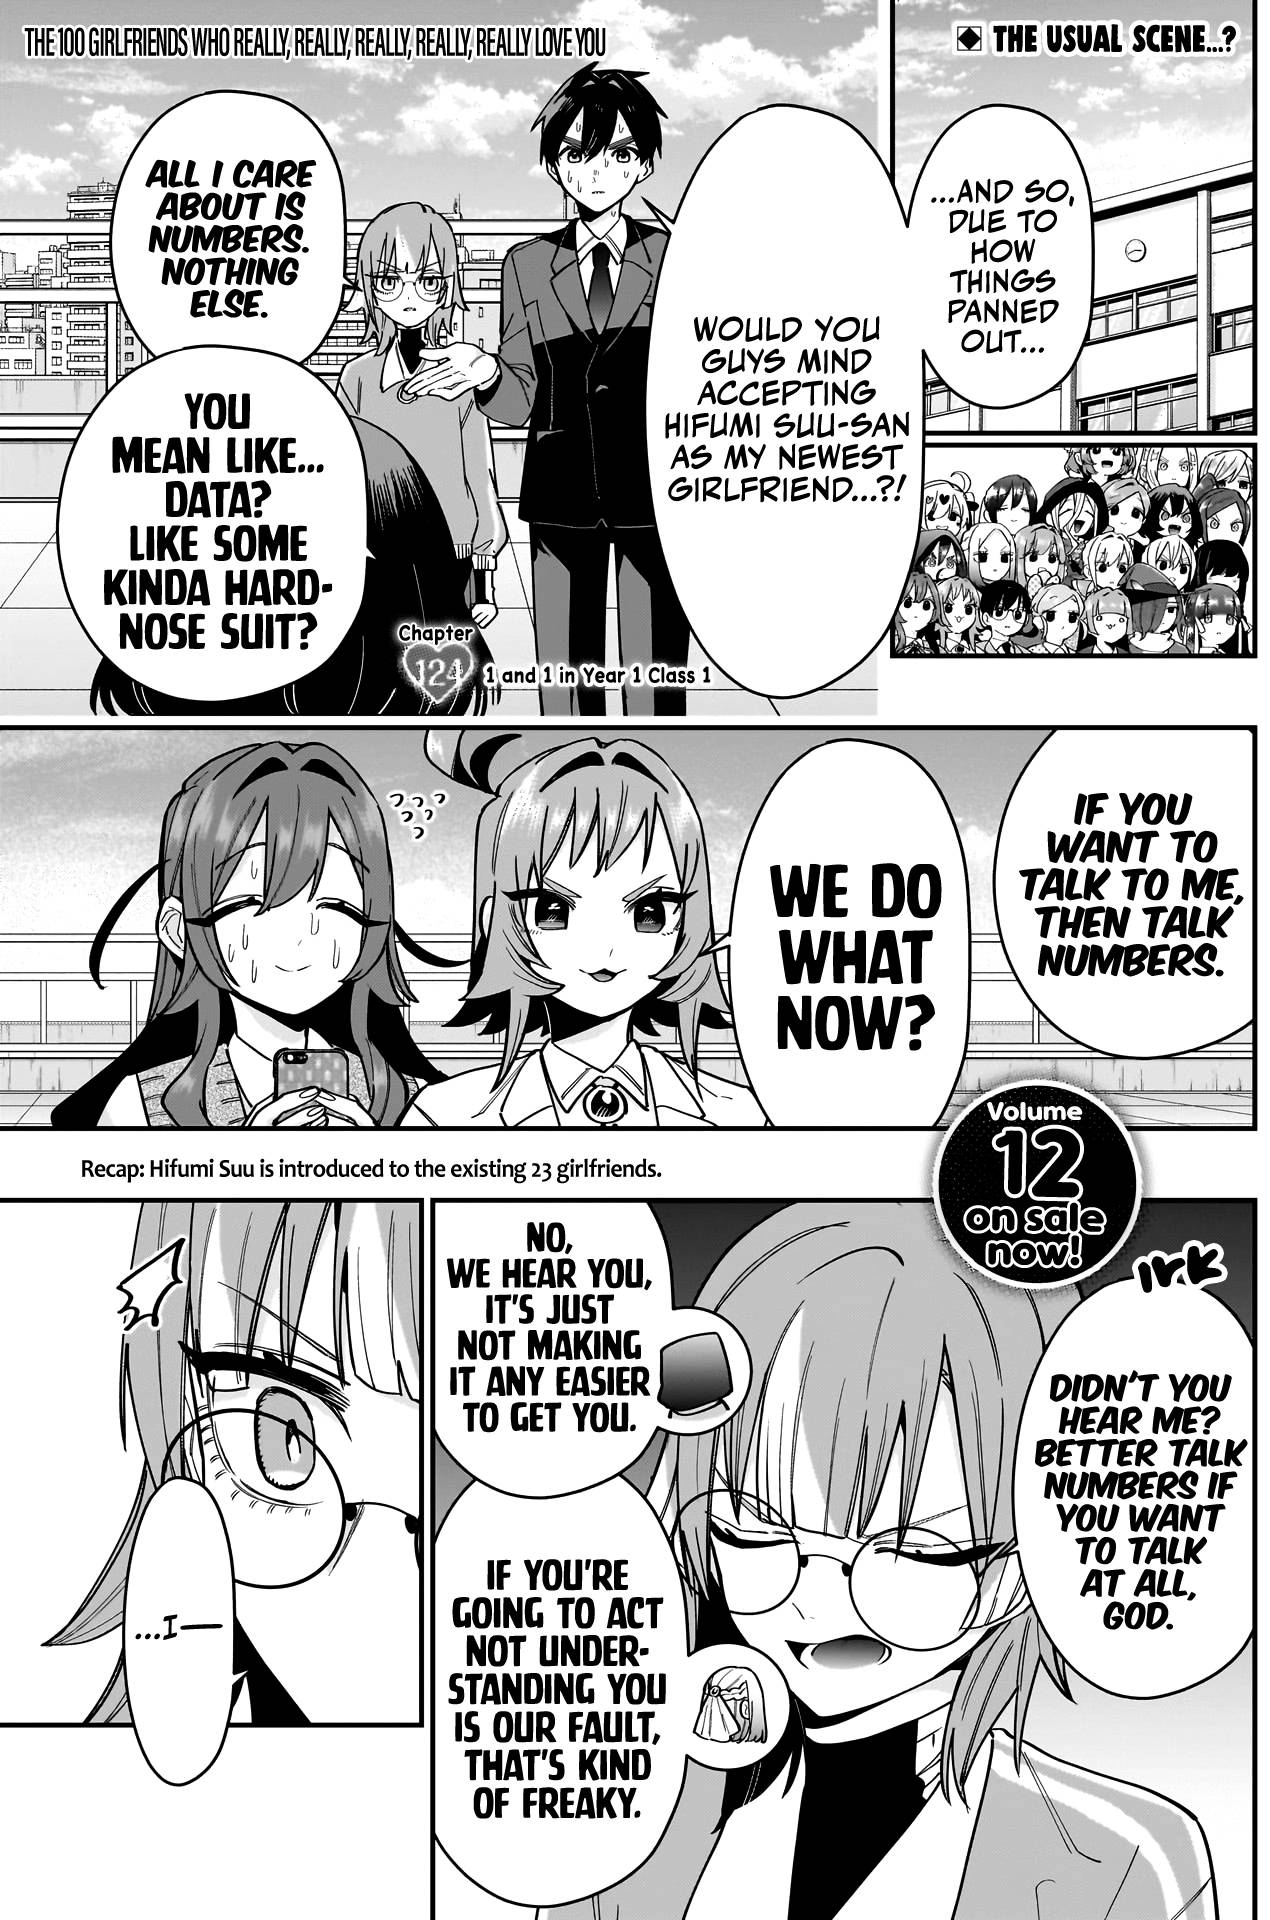 THE 100 GIRLFRIENDS WHO REALLY, REALLY, REALLY, REALLY, REALLY LOVE YOU
THE USUAL SCENE...?
...AND SO,
DUE TO
HOW
THINGS
PANNED
OUT...
WOULD YOU
GUYS MIND
ACCEPTING
HIFUMI SUU-SAN
AS MY NEWEST
GIRLFRIEND...?!
ALL I CARE
ABOUT IS
NUMBERS.
NOTHING
ELSE.
YOU
MEAN LIKE...
DATA?
LIKE SOME
KINDA HARD-
NOSE SUIT?
Chapter
124
1 and 1 in Year 1 Class 1
IF YOU
WANT TO
TALK TO ME,
THEN TALK
NUMBERS.
WE DO
WHAT
NOW?
フッフッフッ
Volume
12
on sale
now!
Recap: Hifumi Suu is introduced to the existing 23 girlfriends.
irk
DIDN'T YOU
HEAR ME?
BETTER TALK
NUMBERS IF
YOU WANT
TO TALK
AT ALL,
GOD.
NO,
WE HEAR YOU,
IT'S JUST
NOT MAKING
IT ANY EASIER
TO GET YOU.
IF YOU'RE
GOING TO ACT
NOT UNDER-
STANDING YOU
IS OUR FAULT,
THAT'S KIND
OF FREAKY.
...I—